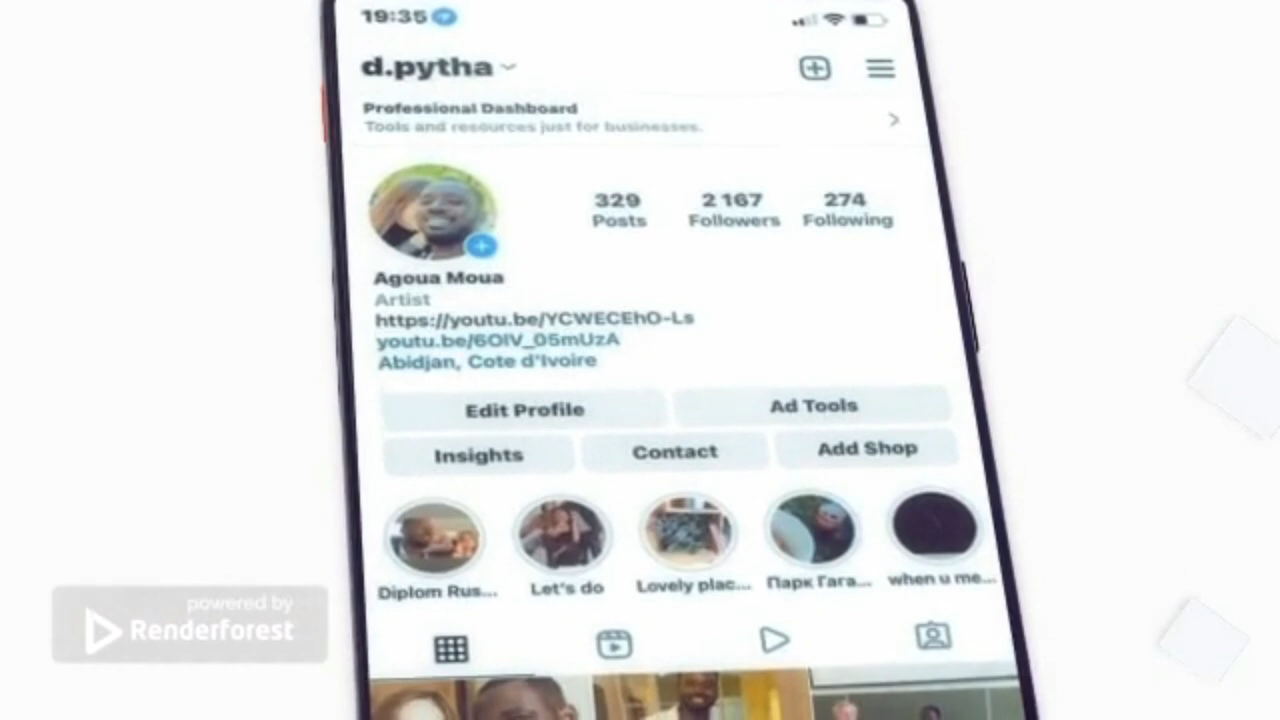 19:35
d.pytha
Professional Dashboard
Tools and resources just for businesses.
329 2 167 274
Posts Followers Following
Agoua Moua
Artist
https://youtu.be/YCWECEhO-Ls
youtu.be/6OIV_05mUzA
Abidjan, Cote d'Ivoire
Edit Profile Ad Tools
Insights Contact Add Shop
Diplom Rus... Let's do Lovely plac... Парк Гага... when u me...
powered by
Renderforest